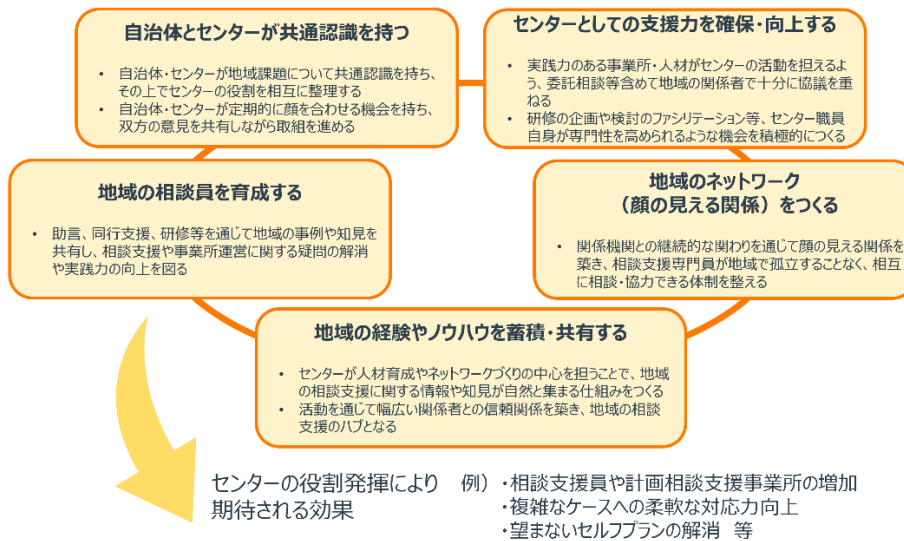 自治体とセンターが共通認識を持つ
• 自治体・センターが地域課題について共通認識を持ち、
その上でセンターの役割を相互に整理する
• 自治体・センターが定期的に顔を合わせる機会を持ち、
双方の意見を共有しながら取組を進める
センターとしての支援力を確保・向上する
• 実践力のある事業所・人材がセンターの活動を担えるよ
う、委託相談等含めて地域の関係者で十分に協議を重
ねる
• 研修の企画や検討のファシリテーション等、センター職員
自身が専門性を高められるような機会を積極的につくる
地域の相談員を育成する
• 助言、同行支援、研修等を通じて地域の事例や知見を
共有し、相談支援や事業所運営に関する疑問の解消
や実践力の向上を図る
地域のネットワーク
（顔の見える関係）をつくる
• 関係機関との継続的な関わりを通じて顔の見える関係を
築き、相談支援専門員が地域で孤立することなく、相互
に相談・協力できる体制を整える
地域の経験やノウハウを蓄積・共有する
• センターが人材育成やネットワークづくりの中心を担うことで、地域
の相談支援に関する情報や知見が自然と集まる仕組みをつくる
• 活動を通じて幅広い関係者との信頼関係を築き、地域の相談
支援のハブとなる
センターの役割発揮により
期待される効果
例）・相談支援員や計画相談支援事業所の増加
・複雑なケースへの柔軟な対応力向上
・望まないセルフプランの解消　等